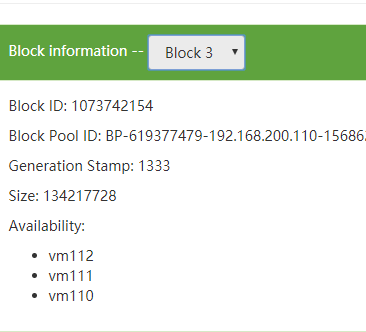 Block information -- Block 3
Block ID: 1073742154
Block Pool ID: BP-619377479-192.168.200.110-15686
Generation Stamp: 1333
Size: 134217728
Availability:
vm112
vm111
vm110